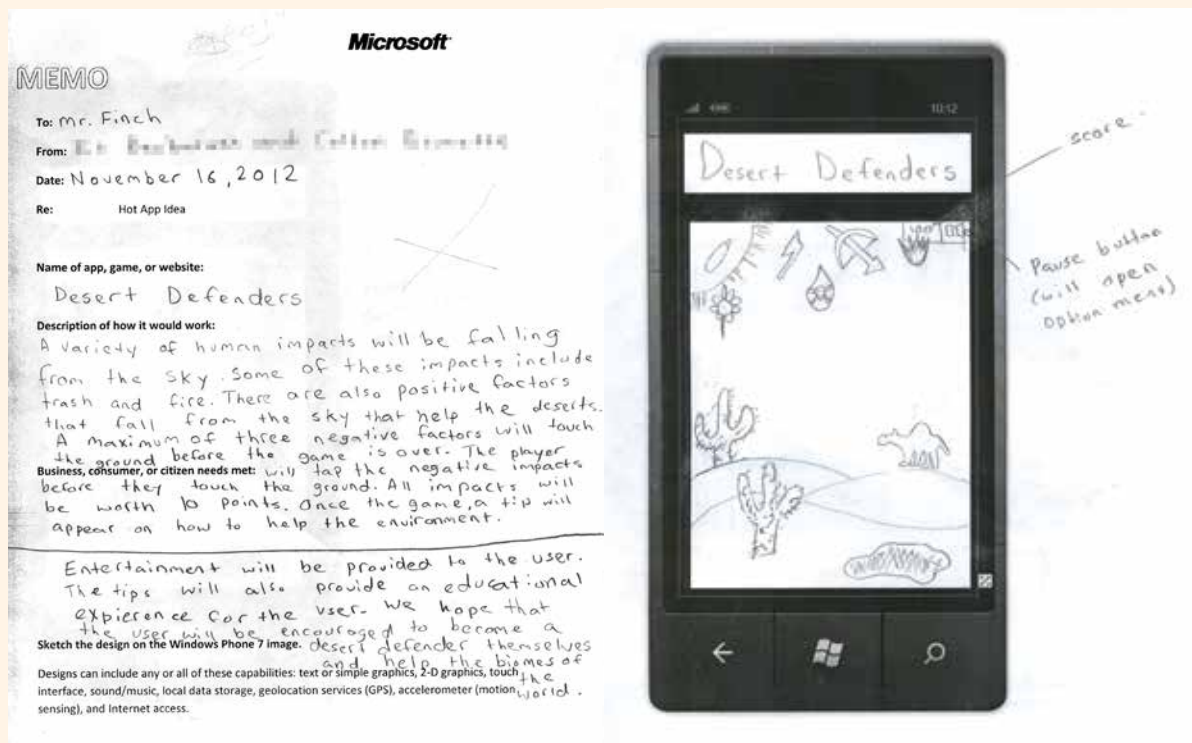 Microsoft
MEMO
To: Mr. Finch
From:
Date: November 16, 2012
Re: Hot App Idea
Name of app, game, or website:
Desert Defenders
Description of how it would work:
A variety of human impacts will be falling
from the sky. Some of these impacts include
trash and fire. There are also positive factors
that fall from the sky that help the deserts.
A maximum of three negative factors will touch
the ground before the game is over. The player
Business, consumer, or citizen needs met: will tap the negative impacts
before they touch the ground. All impacts will
be worth 10 points. Once the game, a tip will
appear on how to help the environment.
Entertainment will be provided to the user.
The tips will also provide an educational
expierence for the user. We hope that
the user will be encouraged to become a
Sketch the design on the Windows Phone 7 image. desert defender themselves
and help the biomes of
Designs can include any or all of these capabilities: text or simple graphics, 2-D graphics, touch the
interface, sound/music, local data storage, geolocation services (GPS), accelerometer (motion world.
sensing), and Internet access.
10:12
Desert Defenders
score
Pause button
(will open
option menu)